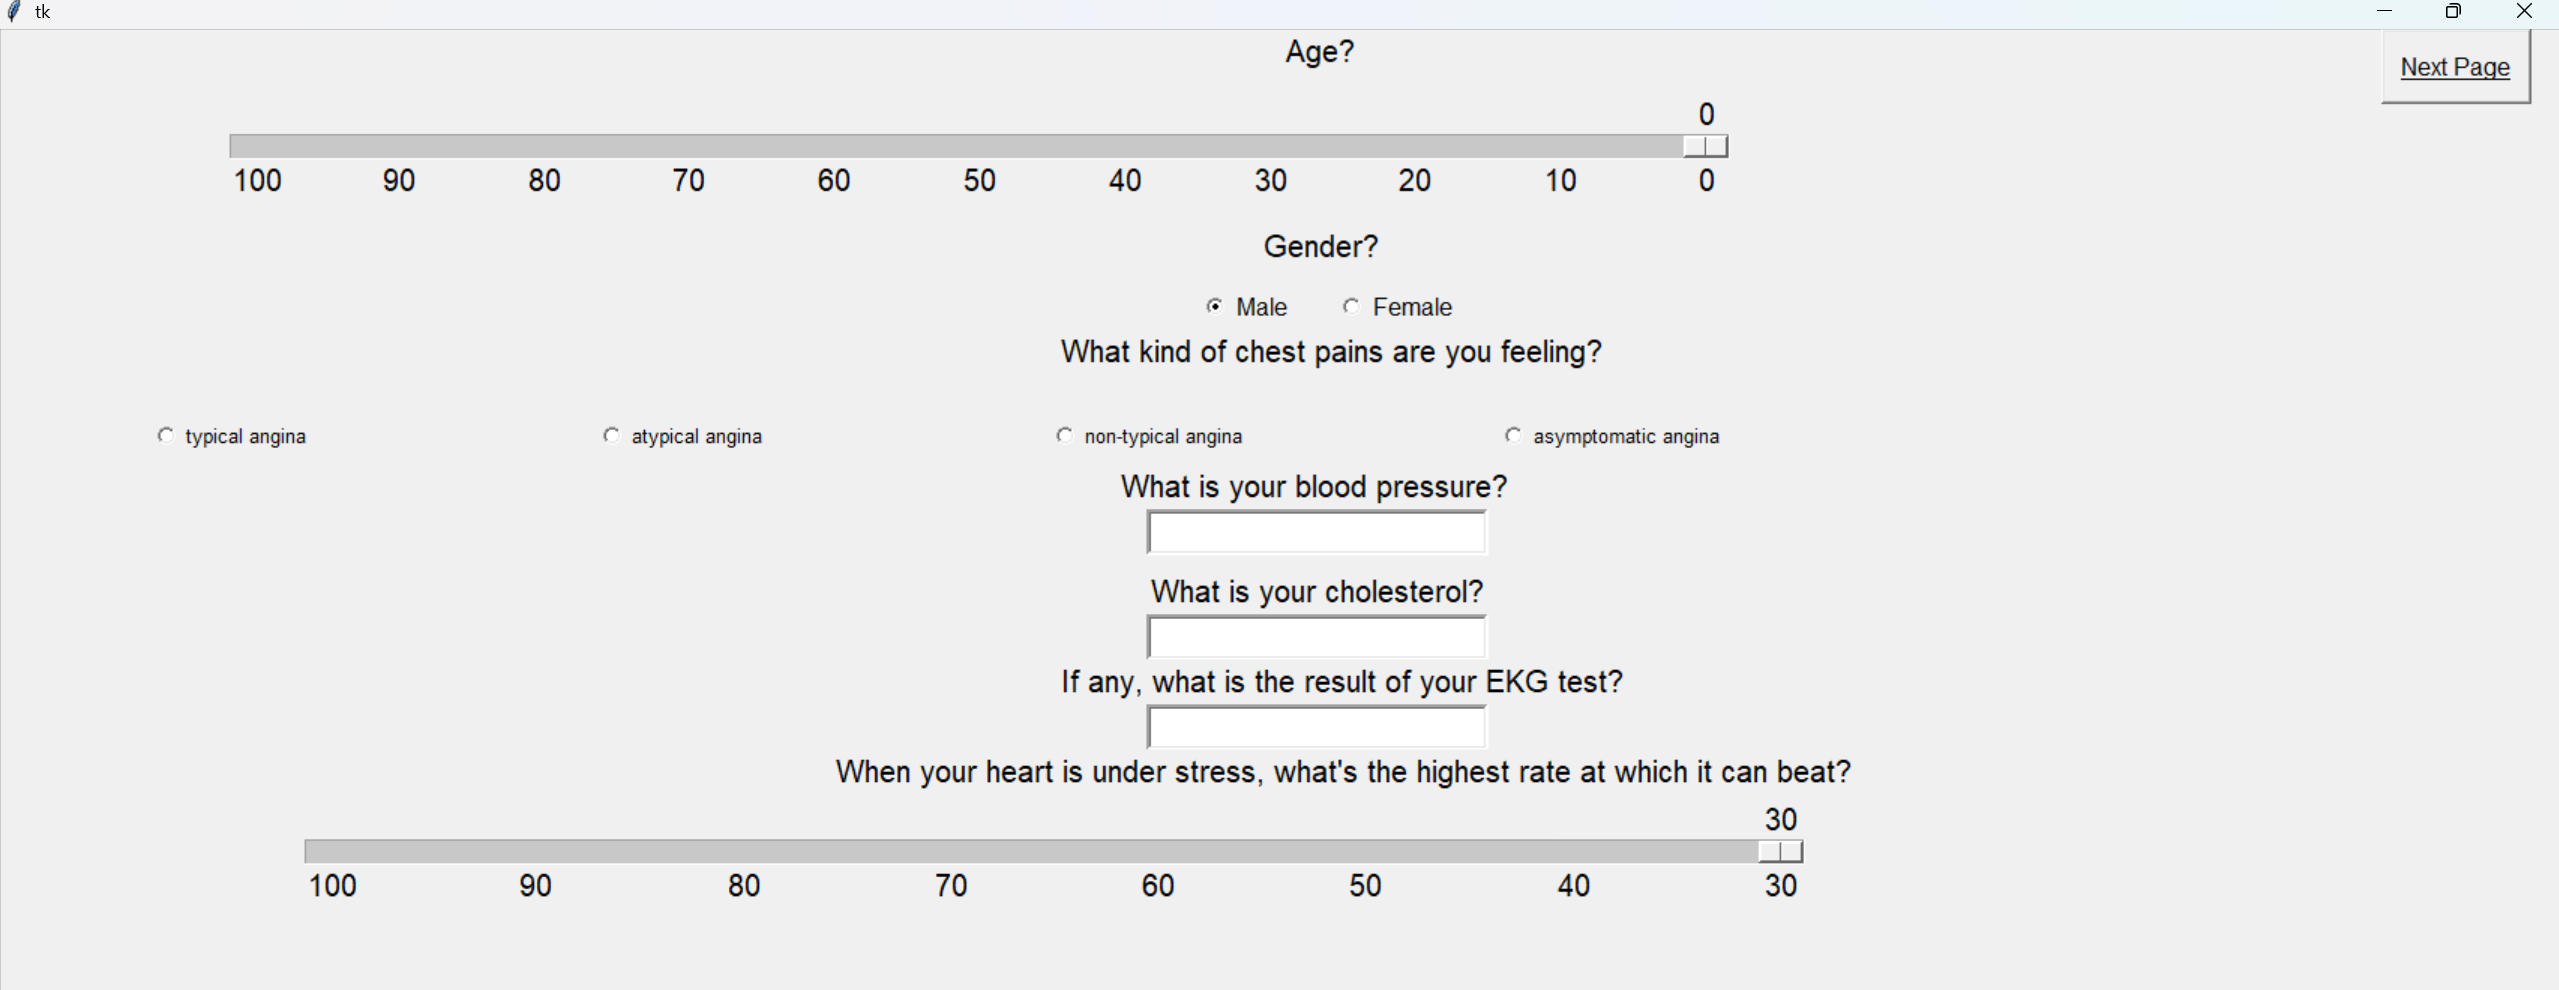 tk
Age?
Next Page
0
100 90 80 70 60 50 40 30 20 10 0
Gender?
Male Female
What kind of chest pains are you feeling?
typical angina atypical angina non-typical angina asymptomatic angina
What is your blood pressure?
What is your cholesterol?
If any, what is the result of your EKG test?
When your heart is under stress, what's the highest rate at which it can beat?
30
100 90 80 70 60 50 40 30